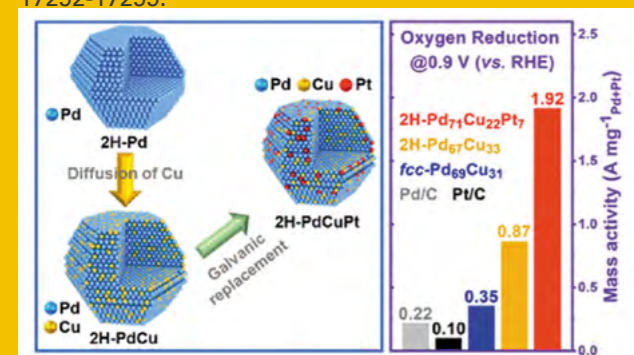 17252-17255.
Pd
2H-Pd
Diffusion of Cu
Pd
Cu
2H-PdCu
Galvanic
replacement
Pd Cu Pt
2H-PdCuPt
Oxygen Reduction
@0.9 V (vs. RHE)
2H-Pd71Cu22Pt7
2H-Pd67Cu33
fcc-Pd69Cu31
Pd/C Pt/C
0.22
0.10
0.35
0.87
1.92
2.5
2.0
1.5
1.0
0.5
0.0
Mass activity (A mg⁻¹Pd+Pt)